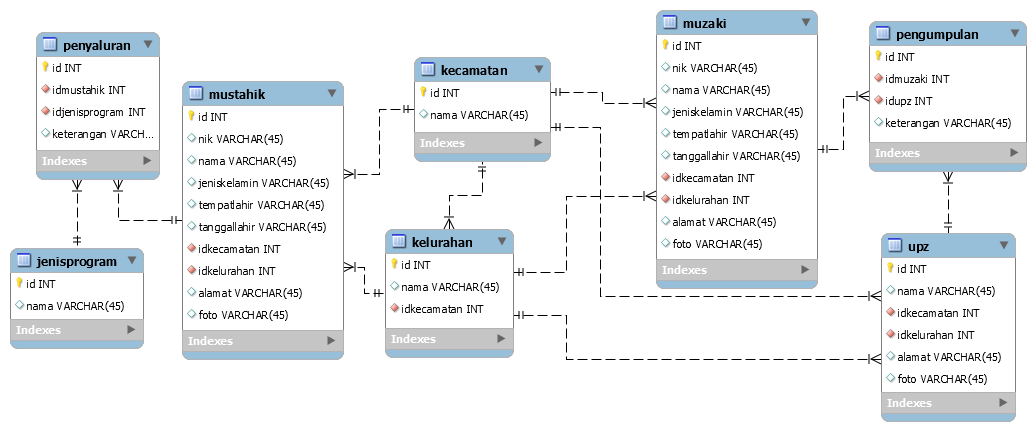 penyaluran
id INT
idmustahik INT
idjenisprogram INT
keterangan VARCH...
Indexes
jenisprogram
id INT
nama VARCHAR(45)
Indexes
mustahik
id INT
nik VARCHAR(45)
nama VARCHAR(45)
jeniskelamin VARCHAR(45)
tempatlahir VARCHAR(45)
tanggallahir VARCHAR(45)
idkecamatan INT
idkelurahan INT
alamat VARCHAR(45)
foto VARCHAR(45)
Indexes
kecamatan
id INT
nama VARCHAR(45)
Indexes
kelurahan
id INT
nama VARCHAR(45)
idkecamatan INT
Indexes
muzaki
id INT
nik VARCHAR(45)
nama VARCHAR(45)
jeniskelamin VARCHAR(45)
tempatlahir VARCHAR(45)
tanggallahir VARCHAR(45)
idkecamatan INT
idkelurahan INT
alamat VARCHAR(45)
foto VARCHAR(45)
Indexes
pengumpulan
id INT
idmuzaki INT
idupz INT
keterangan VARCHAR(45)
Indexes
upz
id INT
nama VARCHAR(45)
idkecamatan INT
idkelurahan INT
alamat VARCHAR(45)
foto VARCHAR(45)
Indexes